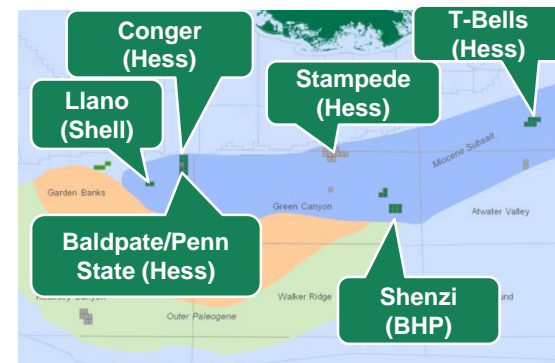 T-Bells
(Hess)
Conger
(Hess)
Stampede
(Hess)
Llano
(Shell)
Miocene Subsalt
Garden Banks
Green Canyon
Atwater Valley
Baldpate/Penn
State (Hess)
Shenzi
(BHP)
Walker Ridge
Outer Paleogene